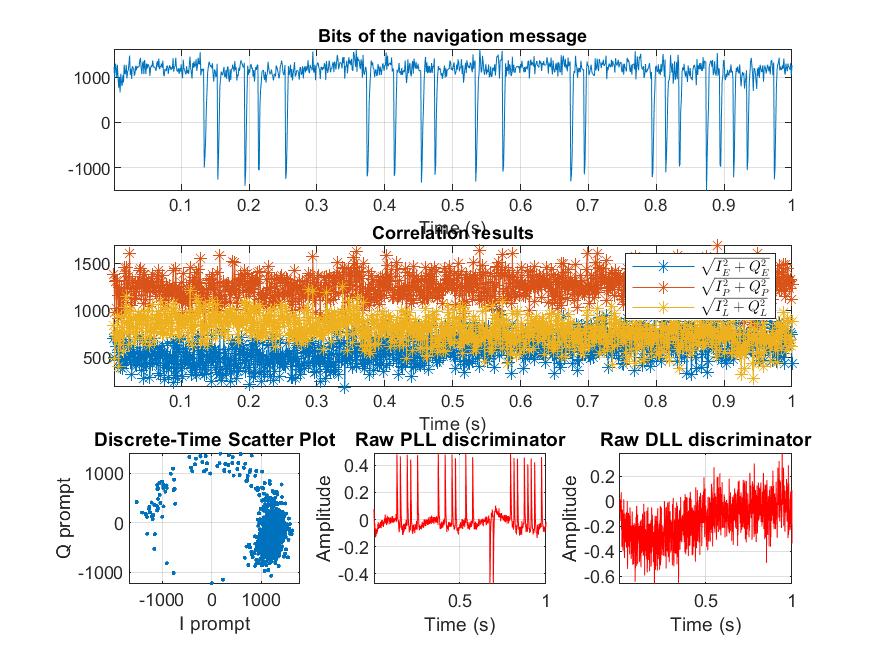 Bits of the navigation message
1000
0
-1000
0.1 0.2 0.3 0.4 0.5 0.6 0.7 0.8 0.9 1
Time (s)
Correlation results
1500
1000
500
√I_E^2 + Q_E^2
√I_P^2 + Q_P^2
√I_L^2 + Q_L^2
0.1 0.2 0.3 0.4 0.5 0.6 0.7 0.8 0.9 1
Time (s)
Discrete-Time Scatter Plot
Q prompt
1000
0
-1000
-1000 0 1000
I prompt
Raw PLL discriminator
Amplitude
0.4
0.2
0
-0.2
-0.4
0.5 1
Time (s)
Raw DLL discriminator
Amplitude
0.2
0
-0.2
-0.4
-0.6
0.5 1
Time (s)